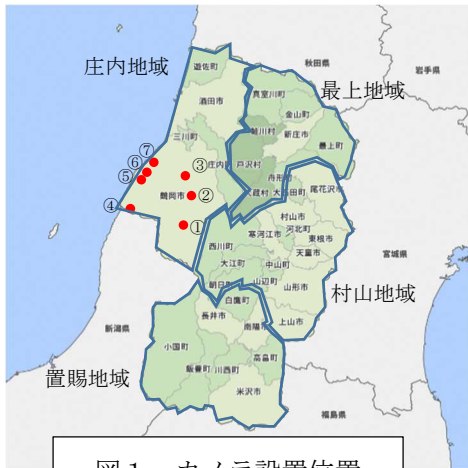 秋田県
岩手県
庄内地域
遊佐町
最上地域
真室川町
酒田市
金山町
鮭川村
新庄市
三川町
最上町
⑦
⑥
⑤
③
庄内町
戸沢村
舟形町
②
鶴岡市
大蔵村
大石田町
尾花沢市
④
①
村山市
河北町
寒河江市
東根市
西川町
天童市
大江町
中山町
宮城県
朝日町
山辺町
山形市
村山地域
白鷹町
長井市
上山市
新潟県
南陽市
小国町
高畠町
置賜地域
飯豊町
川西町
米沢市
福島県
図1 カメラ設置位置